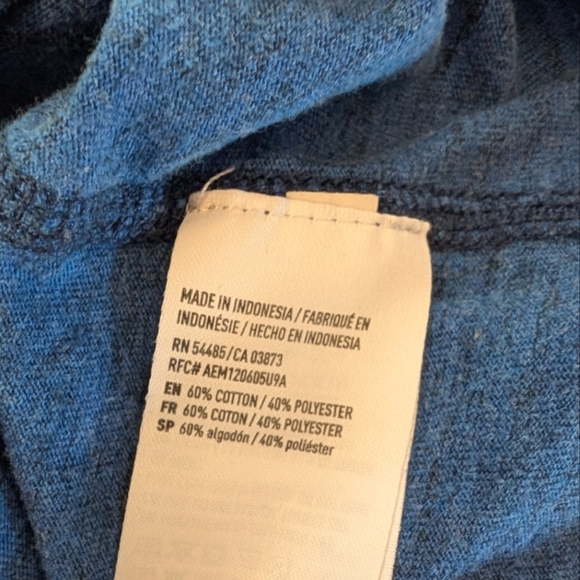 MADE IN INDONESIA / FABRIQUÉ EN
INDONÉSIE / HECHO EN INDONESIA
RN 54485 / CA 03873
RFC# AEM120605U9A
EN 60% COTTON / 40% POLYESTER
FR 60% COTON / 40% POLYESTER
SP 60% algodón / 40% poliéster